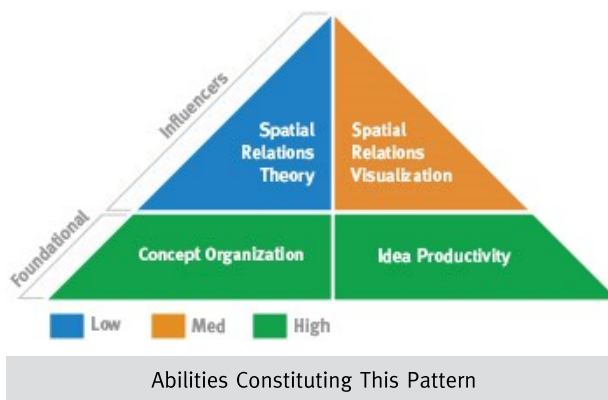 Influencers
Spatial
Relations
Theory
Spatial
Relations
Visualization
Foundational
Concept Organization
Idea Productivity
Low
Med
High
Abilities Constituting This Pattern